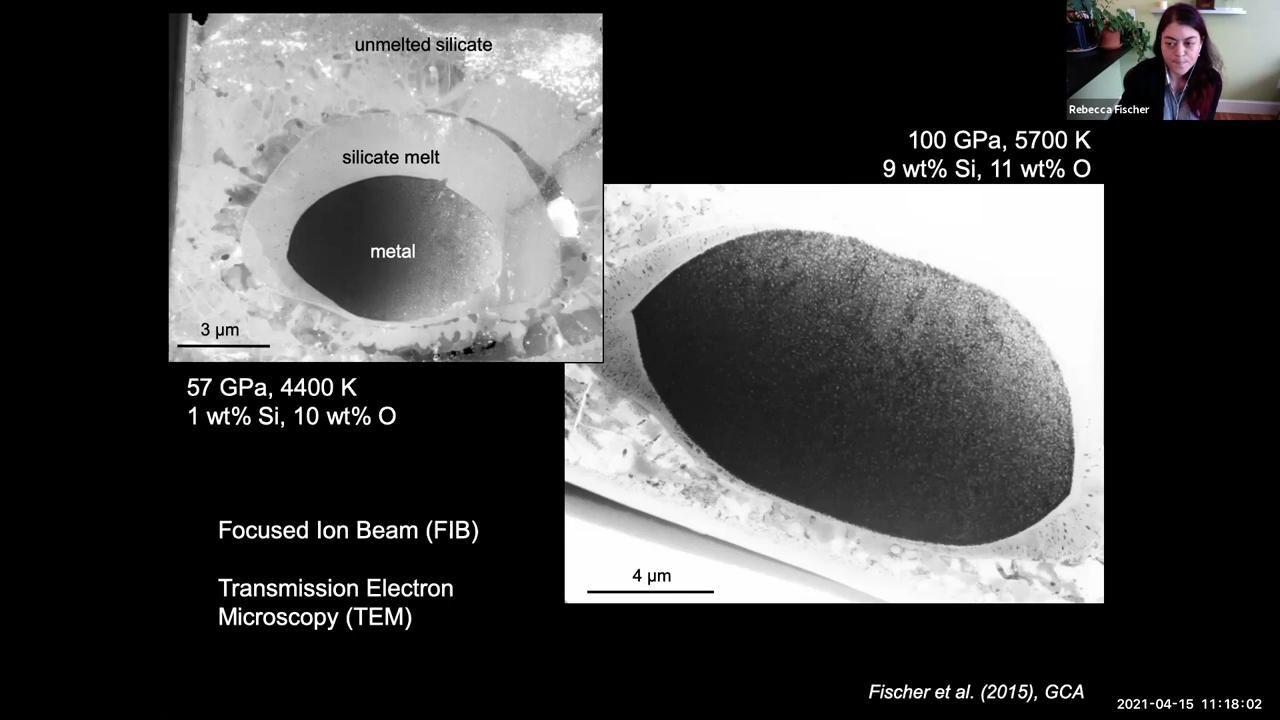 unmelted silicate
silicate melt
metal
3 µm
57 GPa, 4400 K
1 wt% Si, 10 wt% O
Rebecca Fischer
100 GPa, 5700 K
9 wt% Si, 11 wt% O
4 µm
Focused Ion Beam (FIB)
Transmission Electron
Microscopy (TEM)
Fischer et al. (2015), GCA
2021-04-15 11:18:02